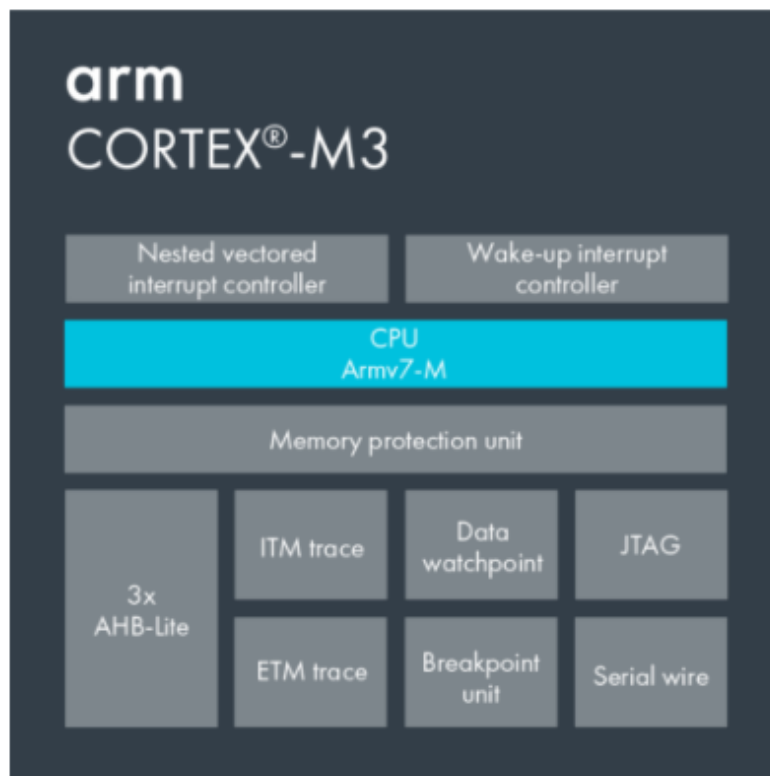 arm
CORTEX®-M3
Nested vectored
interrupt controller
Wake-up interrupt
controller
CPU
Armv7-M
Memory protection unit
3x
AHB-Lite
ITM trace
Data
watchpoint
JTAG
ETM trace
Breakpoint
unit
Serial wire